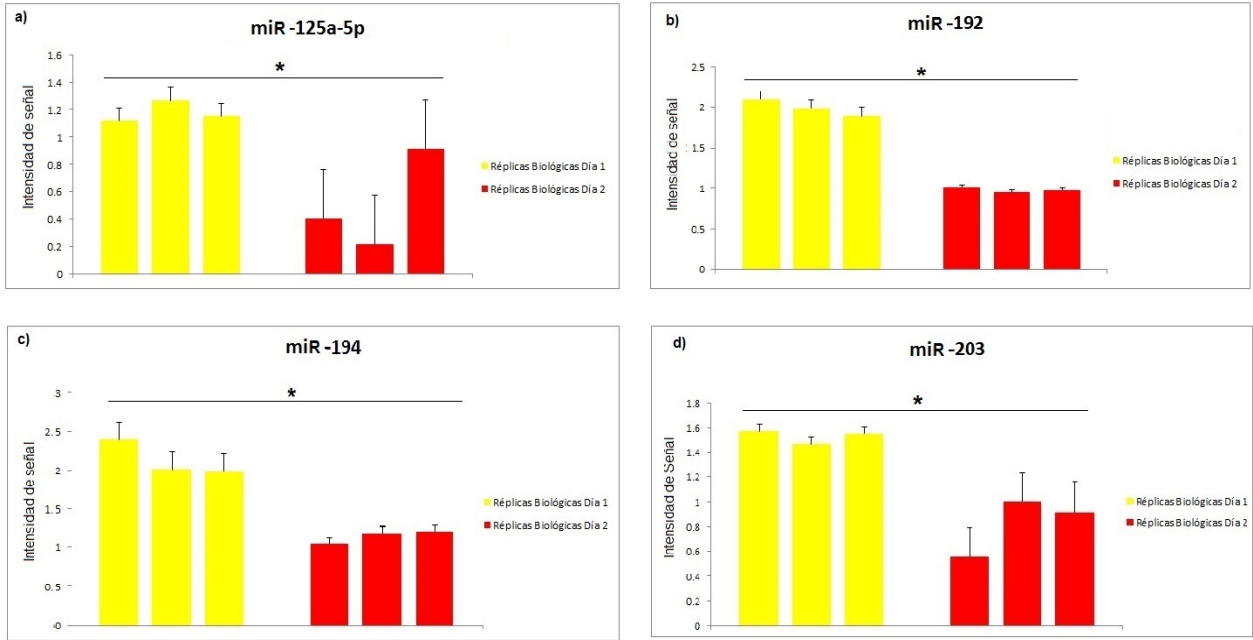 a)
miR -125a-5p
*
Intensidad de señal
1.6
1.4
1.2
1
0.8
0.6
0.4
0.2
0
Réplicas Biológicas Día 1
Réplicas Biológicas Día 2
b)
miR -192
*
Intensidad de señal
2.5
2
1.5
1
0.5
0
Réplicas Biológicas Día 1
Réplicas Biológicas Día 2
c)
miR -194
*
Intensidad de señal
3
2.5
2
1.5
1
0.5
0
Réplicas Biológicas Día 1
Réplicas Biológicas Día 2
d)
miR -203
*
Intensidad de Señal
1.8
1.6
1.4
1.2
1
0.8
0.6
0.4
0.2
0
Réplicas Biológicas Día 1
Réplicas Biológicas Día 2